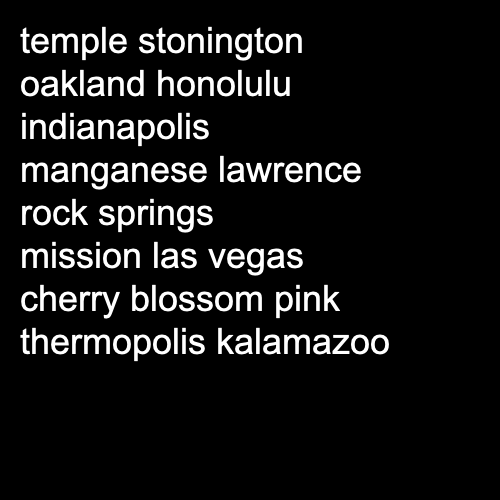 temple stonington
oakland honolulu
indianapolis
manganese lawrence
rock springs
mission las vegas
cherry blossom pink
thermopolis kalamazoo